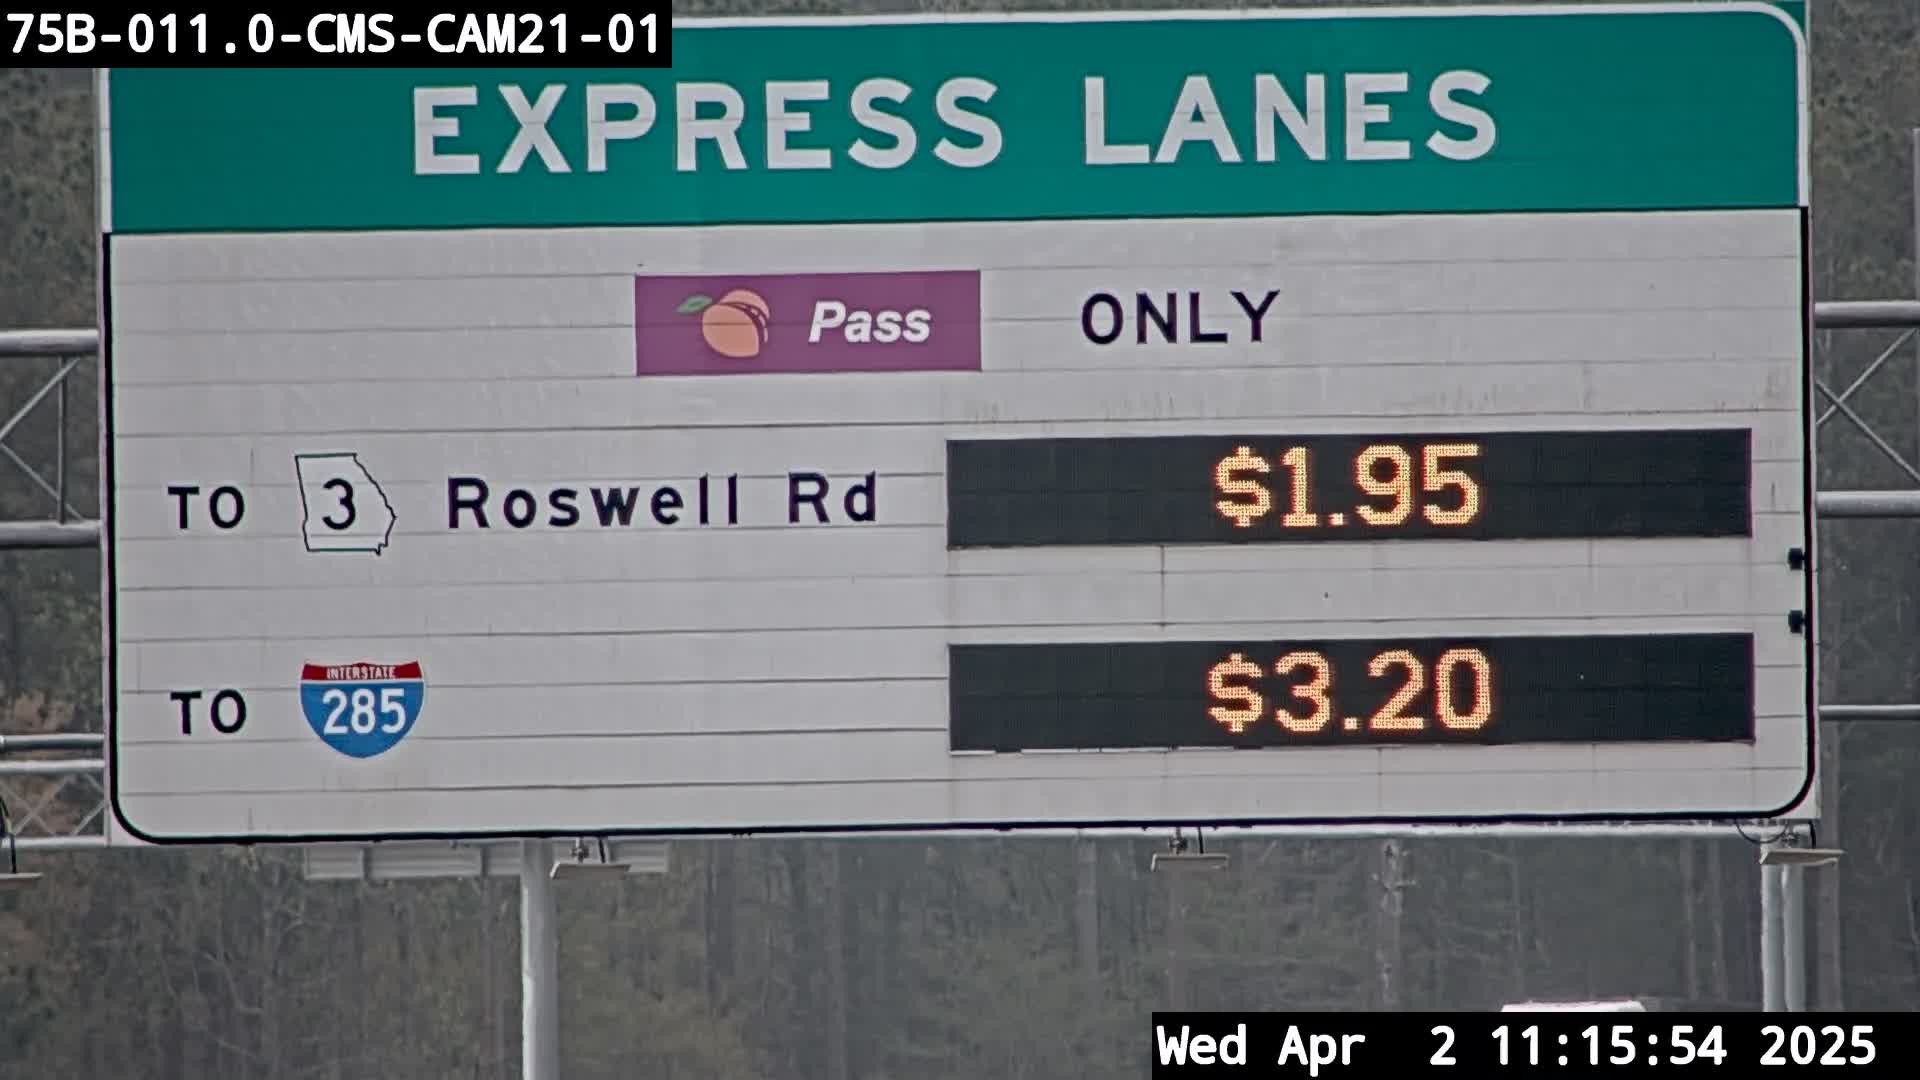 75B-011.0-CMS-CAM21-01
EXPRESS LANES
Pass ONLY
TO 3 Roswell Rd $1.95
TO INTERSTATE 285 $3.20
Wed Apr  2 11:15:54 2025